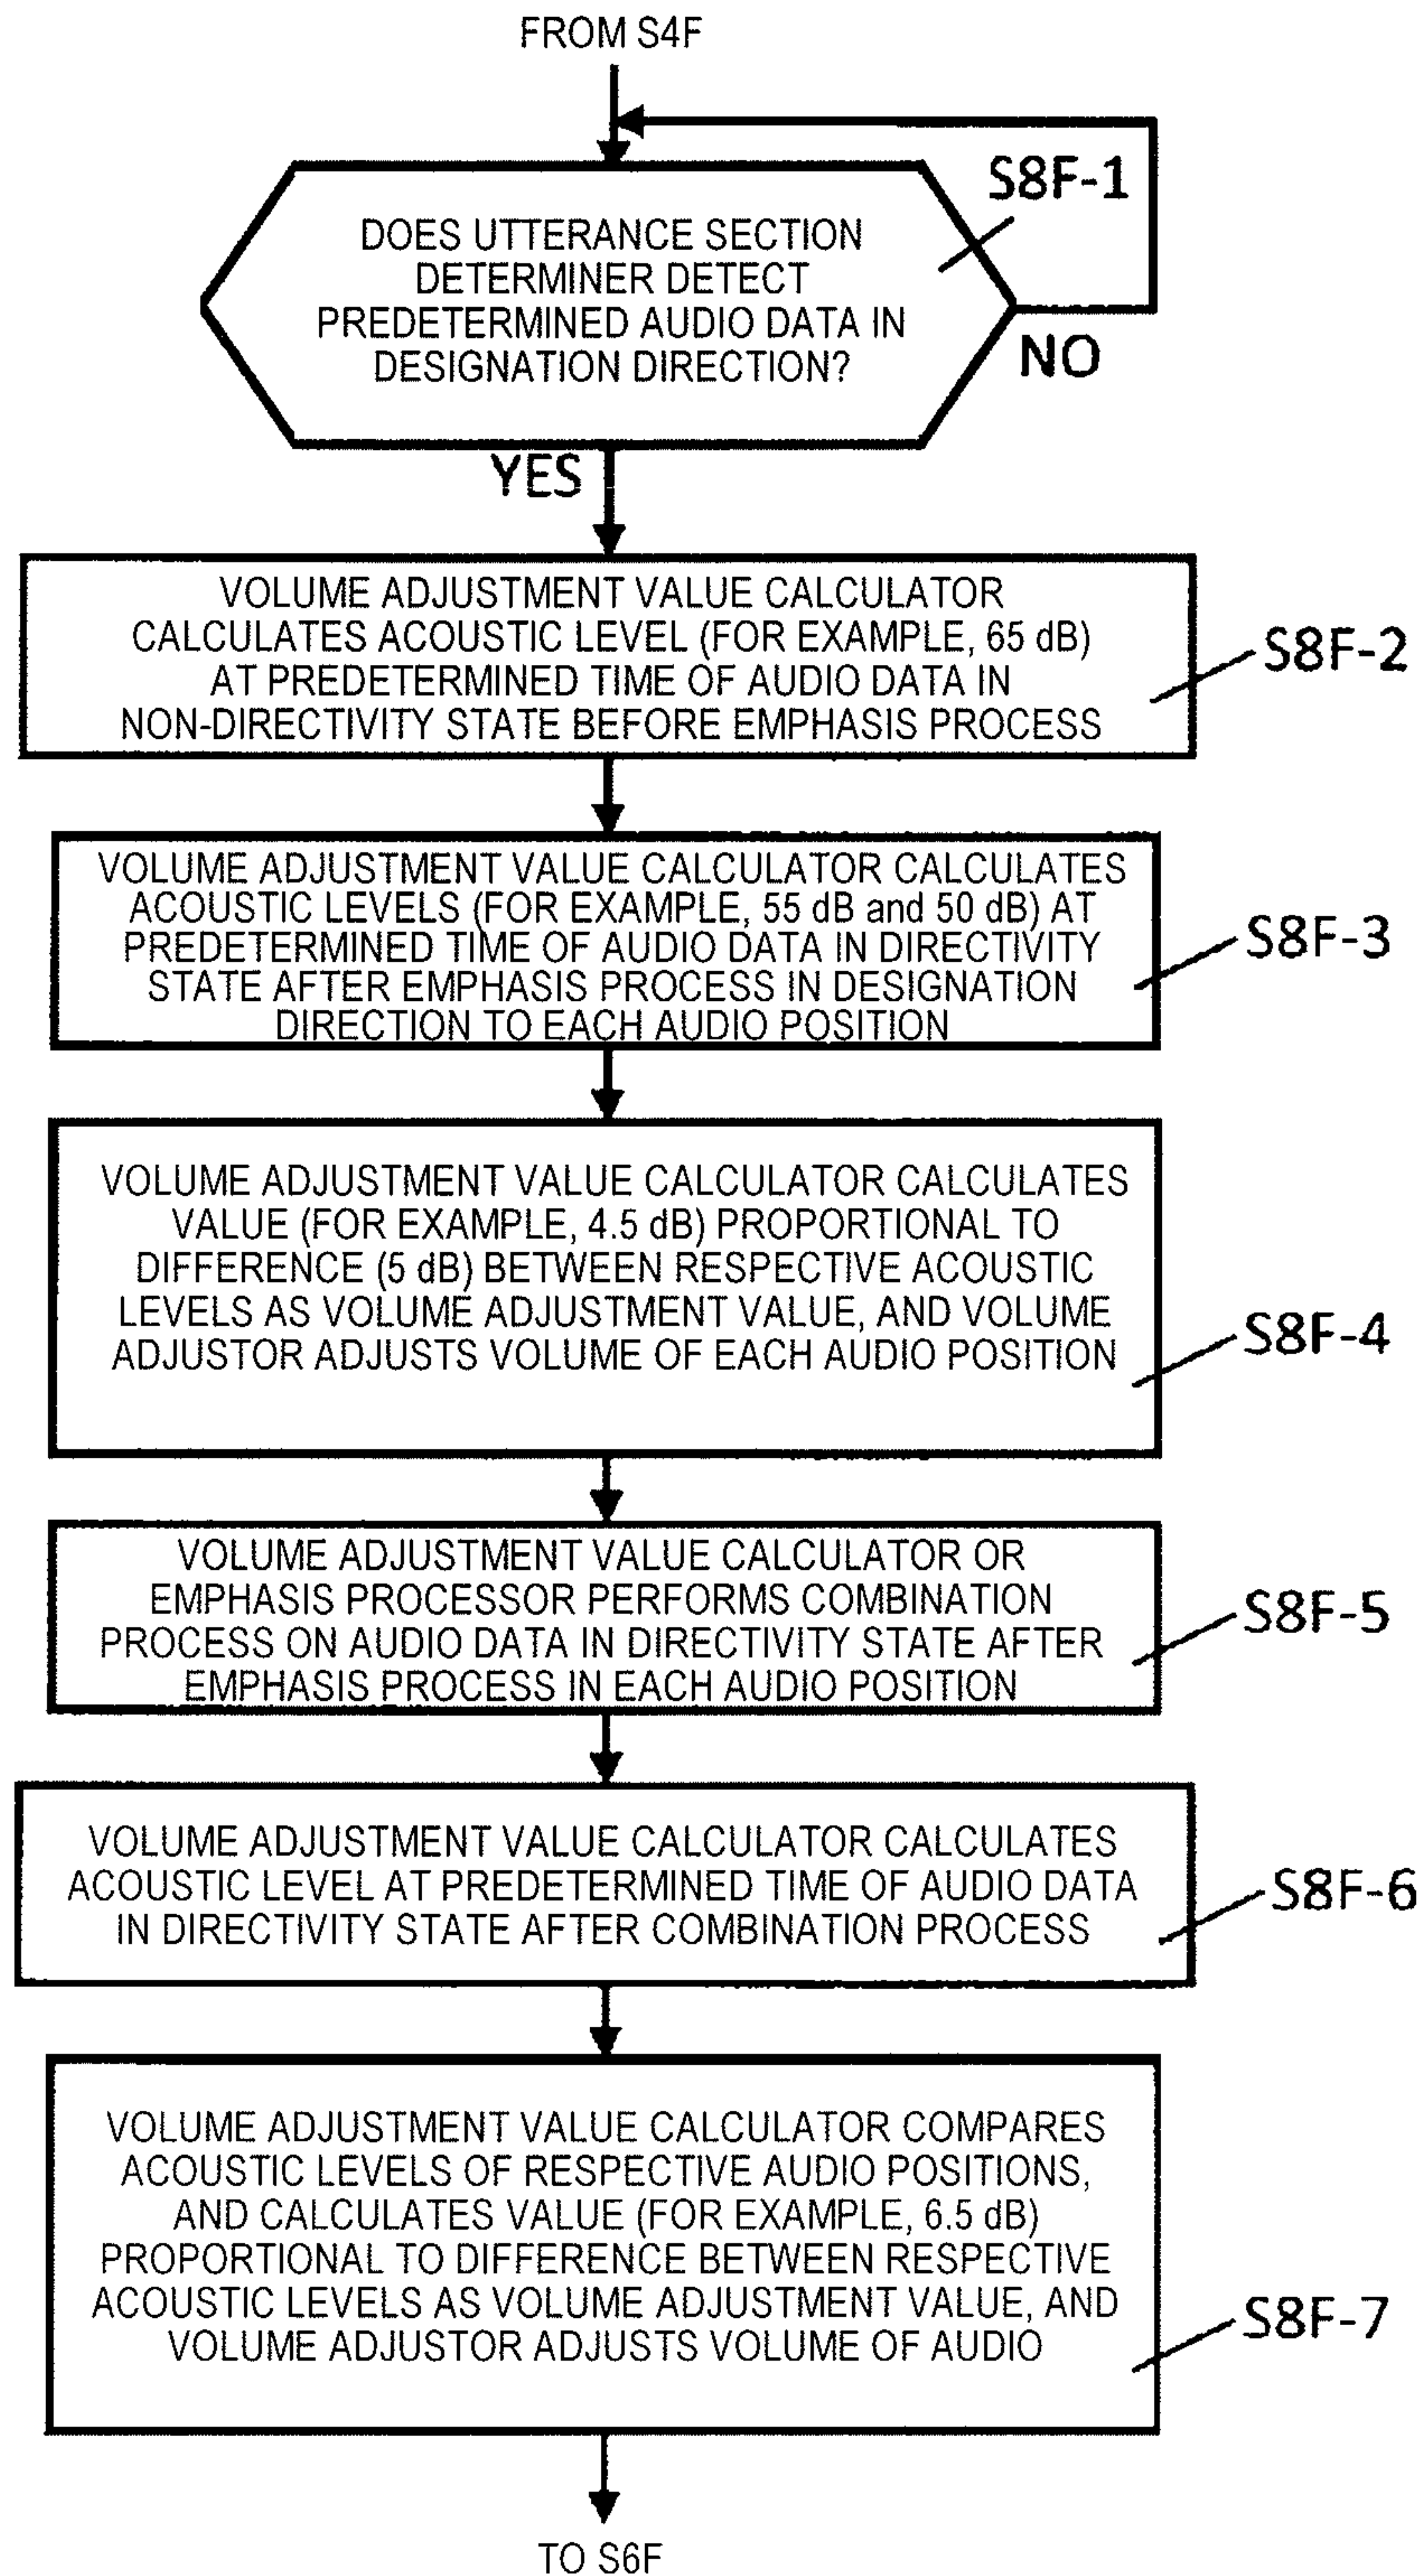 FROM S4F
S8F-1
DOES UTTERANCE SECTION
DETERMINER DETECT
PREDETERMINED AUDIO DATA IN
DESIGNATION DIRECTION?
NO
YES
VOLUME ADJUSTMENT VALUE CALCULATOR
CALCULATES ACOUSTIC LEVEL (FOR EXAMPLE, 65 dB)
AT PREDETERMINED TIME OF AUDIO DATA IN
NON-DIRECTIVITY STATE BEFORE EMPHASIS PROCESS
S8F-2
VOLUME ADJUSTMENT VALUE CALCULATOR CALCULATES
ACOUSTIC LEVELS (FOR EXAMPLE, 55 dB and 50 dB) AT
PREDETERMINED TIME OF AUDIO DATA IN DIRECTIVITY
STATE AFTER EMPHASIS PROCESS IN DESIGNATION
DIRECTION TO EACH AUDIO POSITION
S8F-3
VOLUME ADJUSTMENT VALUE CALCULATOR CALCULATES
VALUE (FOR EXAMPLE, 4.5 dB) PROPORTIONAL TO
DIFFERENCE (5 dB) BETWEEN RESPECTIVE ACOUSTIC
LEVELS AS VOLUME ADJUSTMENT VALUE, AND VOLUME
ADJUSTOR ADJUSTS VOLUME OF EACH AUDIO POSITION
S8F-4
VOLUME ADJUSTMENT VALUE CALCULATOR OR
EMPHASIS PROCESSOR PERFORMS COMBINATION
PROCESS ON AUDIO DATA IN DIRECTIVITY STATE AFTER
EMPHASIS PROCESS IN EACH AUDIO POSITION
S8F-5
VOLUME ADJUSTMENT VALUE CALCULATOR CALCULATES
ACOUSTIC LEVEL AT PREDETERMINED TIME OF AUDIO DATA
IN DIRECTIVITY STATE AFTER COMBINATION PROCESS
S8F-6
VOLUME ADJUSTMENT VALUE CALCULATOR COMPARES
ACOUSTIC LEVELS OF RESPECTIVE AUDIO POSITIONS,
AND CALCULATES VALUE (FOR EXAMPLE, 6.5 dB)
PROPORTIONAL TO DIFFERENCE BETWEEN RESPECTIVE
ACOUSTIC LEVELS AS VOLUME ADJUSTMENT VALUE, AND
VOLUME ADJUSTOR ADJUSTS VOLUME OF AUDIO
S8F-7
TO S6F